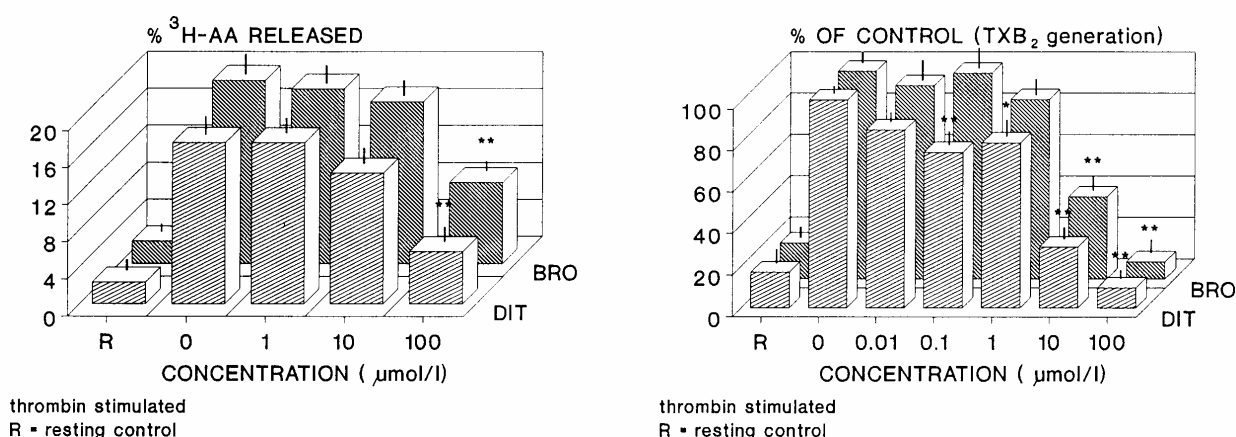 % ³H-AA RELEASED
20
16
12
8
4
0
**
**
BRO
DIT
R 0 1 10 100
CONCENTRATION ( µmol/l)
thrombin stimulated
R = resting control
% OF CONTROL (TXB₂ generation)
100
80
60
40
20
0
**
*
**
**
**
**
BRO
DIT
R 0 0.01 0.1 1 10 100
CONCENTRATION ( µmol/l)
thrombin stimulated
R = resting control